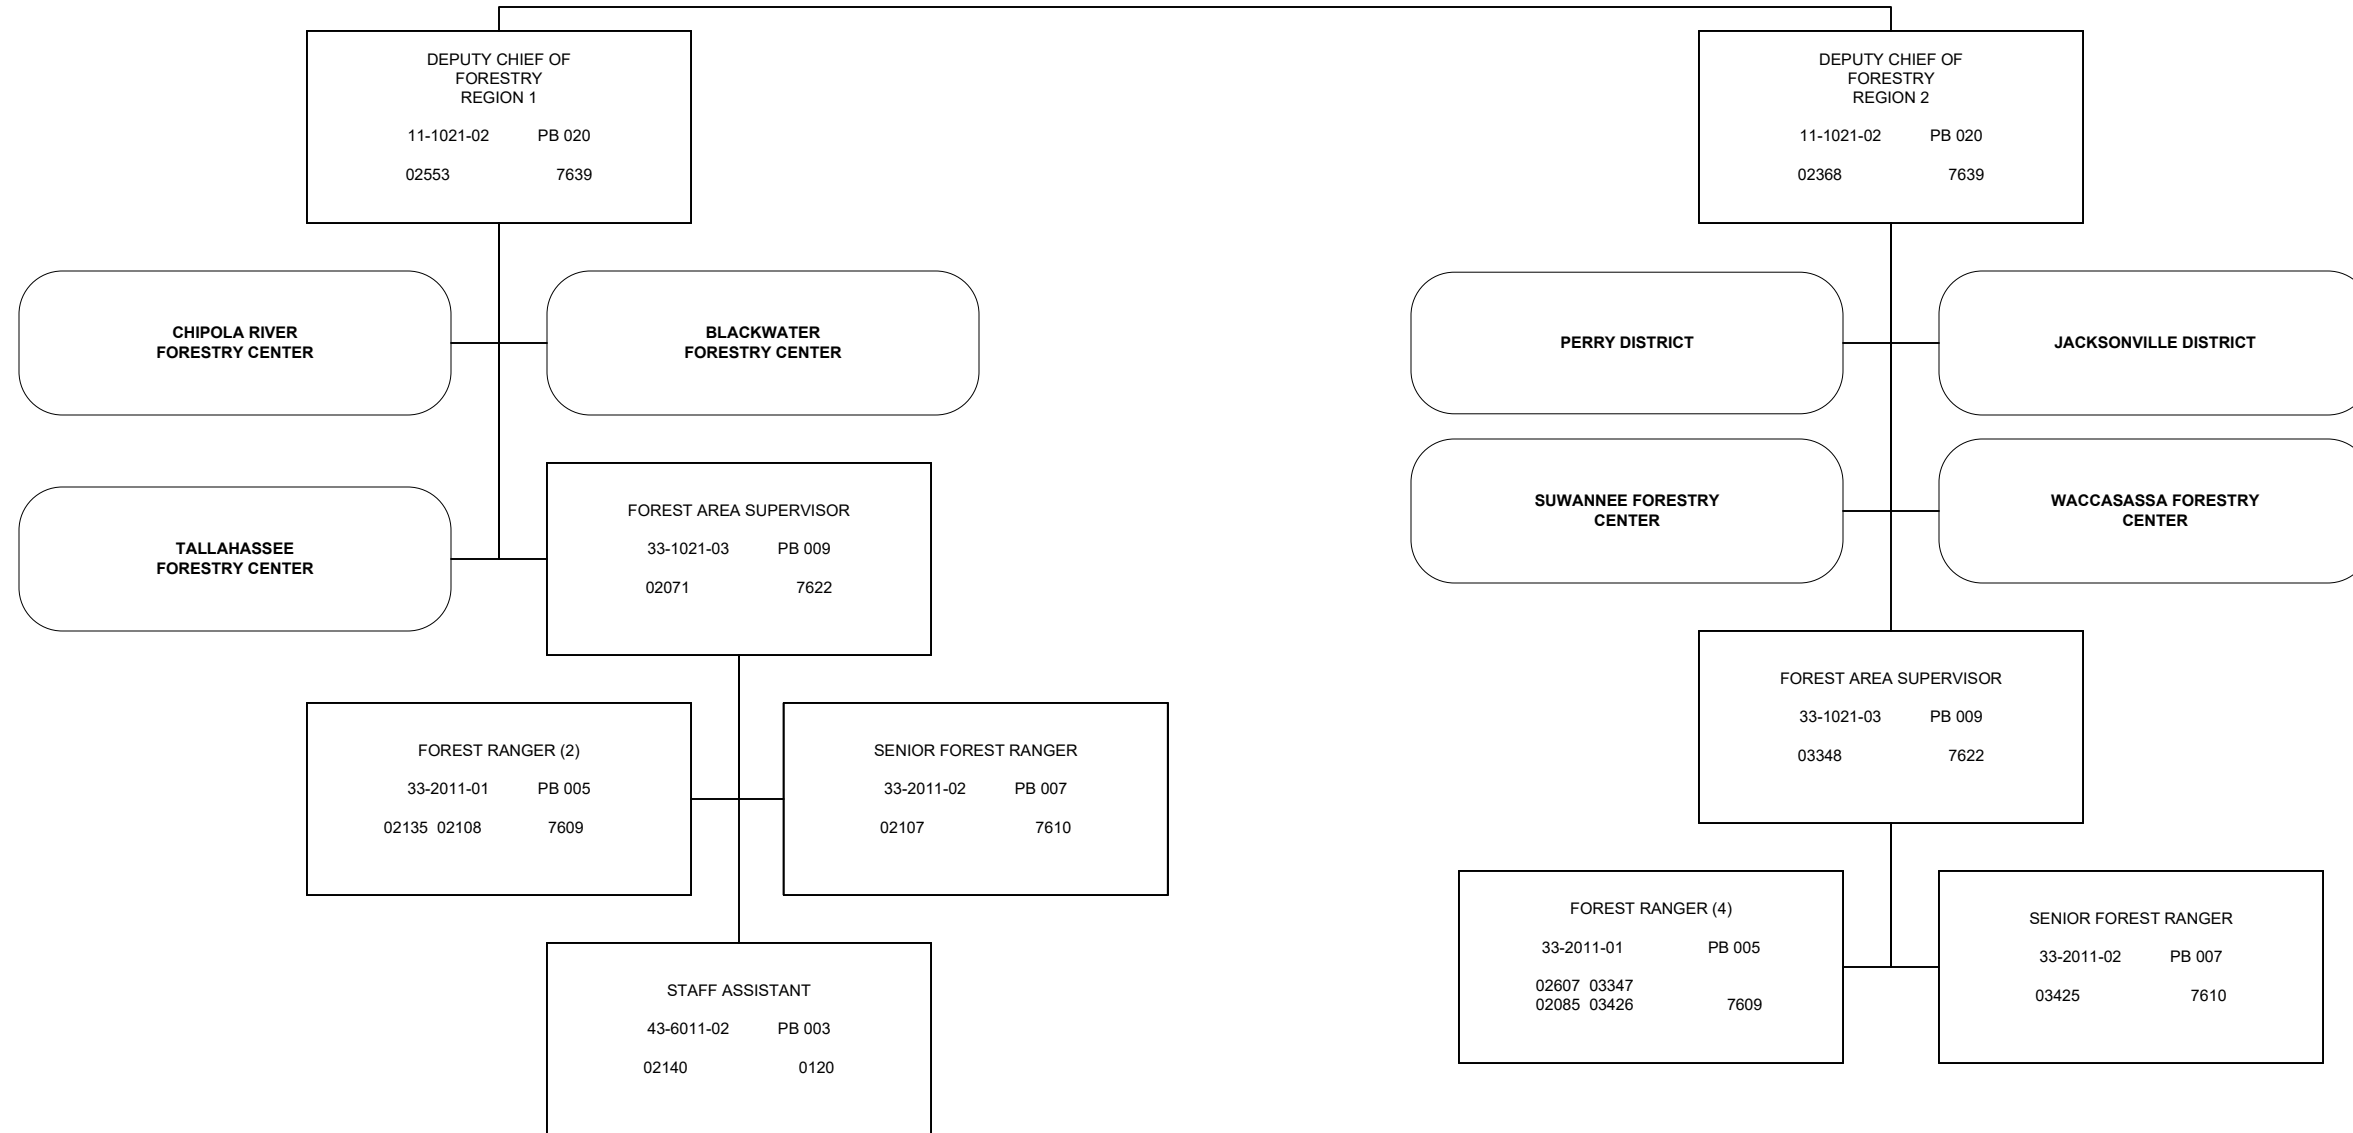 DEPUTY CHIEF OF
FORESTRY
REGION 1
11-1021-02 PB 020
02553 7639
DEPUTY CHIEF OF
FORESTRY
REGION 2
11-1021-02 PB 020
02368 7639
CHIPOLA RIVER
FORESTRY CENTER
BLACKWATER
FORESTRY CENTER
PERRY DISTRICT
JACKSONVILLE DISTRICT
TALLAHASSEE
FORESTRY CENTER
FOREST AREA SUPERVISOR
33-1021-03 PB 009
02071 7622
SUWANNEE FORESTRY
CENTER
WACCASASSA FORESTRY
CENTER
FOREST RANGER (2)
33-2011-01 PB 005
02135 02108 7609
SENIOR FOREST RANGER
33-2011-02 PB 007
02107 7610
FOREST AREA SUPERVISOR
33-1021-03 PB 009
03348 7622
STAFF ASSISTANT
43-6011-02 PB 003
02140 0120
FOREST RANGER (4)
33-2011-01 PB 005
02607 03347
02085 03426 7609
SENIOR FOREST RANGER
33-2011-02 PB 007
03425 7610